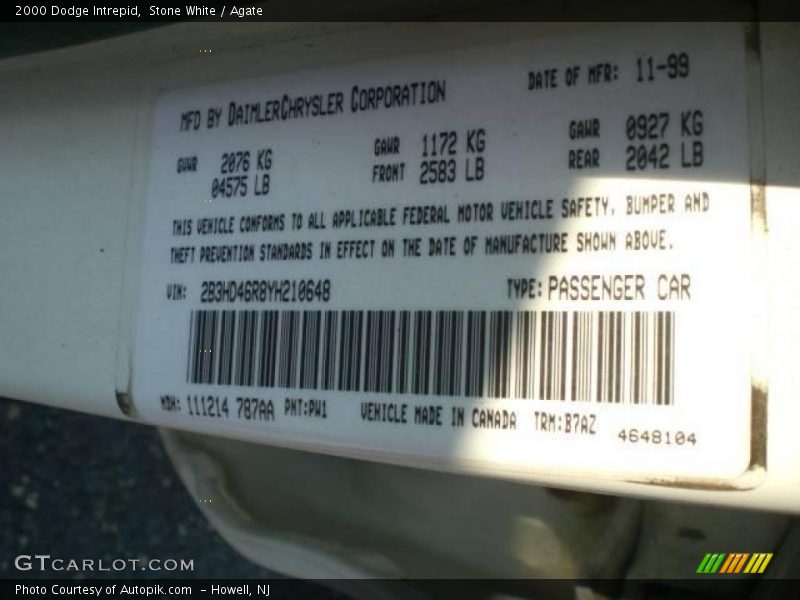 2000 Dodge Intrepid,  Stone White / Agate
MFD BY DAIMLERCHRYSLER CORPORATION
DATE OF MFR: 11-99
GVWR 2076 KG
04575 LB
GAWR 1172 KG
FRONT 2583 LB
GAWR 0927 KG
REAR 2042 LB
THIS VEHICLE CONFORMS TO ALL APPLICABLE FEDERAL MOTOR VEHICLE SAFETY, BUMPER AND
THEFT PREVENTION STANDARDS IN EFFECT ON THE DATE OF MANUFACTURE SHOWN ABOVE.
VIN: 2B3HD46R8YH210648
TYPE: PASSENGER CAR
MDH: 111214 787AA PNT:PW1 VEHICLE MADE IN CANADA TRM:B7AZ 4648104
GTCARLOT.COM
Photo Courtesy of Autopik.com  - Howell, NJ